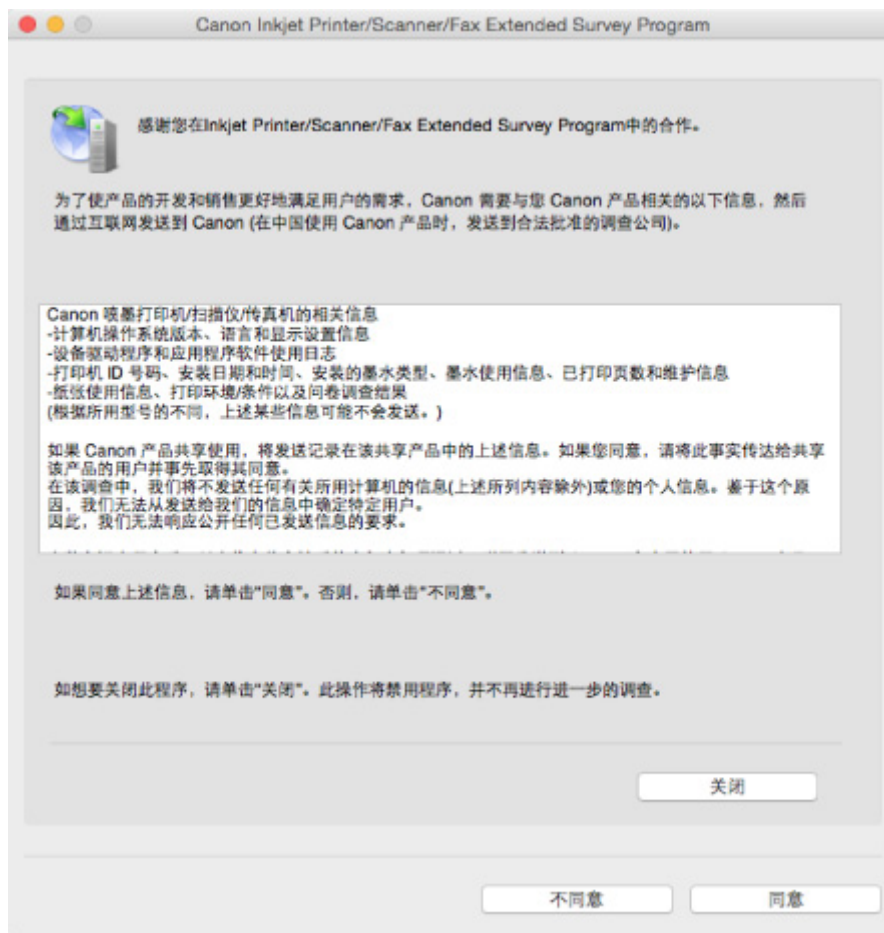 Canon Inkjet Printer/Scanner/Fax Extended Survey Program
感谢您在Inkjet Printer/Scanner/Fax Extended Survey Program中的合作。
为了使产品的开发和销售更好地满足用户的需求，Canon 需要与您 Canon 产品相关的以下信息，然后
通过互联网发送到 Canon (在中国使用 Canon 产品时，发送到合法批准的调查公司)。
Canon 喷墨打印机/扫描仪/传真机的相关信息
-计算机操作系统版本、语言和显示设置信息
-设备驱动程序和应用程序软件使用日志
-打印机 ID 号码、安装日期和时间、安装的墨水类型、墨水使用信息、已打印页数和维护信息
-纸张使用信息、打印环境/条件以及问卷调查结果
(根据所用型号的不同，上述某些信息可能不会发送。)
如果 Canon 产品共享使用，将发送记录在该共享产品中的上述信息。如果您同意，请将此事实传达给共享
该产品的用户并事先取得其同意。
在该调查中，我们将不发送任何有关所用计算机的信息(上述所列内容除外)或您的个人信息。鉴于这个原
因，我们无法从发送给我们的信息中确定特定用户。
因此，我们无法响应公开任何已发送信息的要求。
如果同意上述信息，请单击"同意"。否则，请单击"不同意"。
如想要关闭此程序，请单击"关闭"。此操作将禁用程序，并不再进行进一步的调查。
关闭
不同意
同意